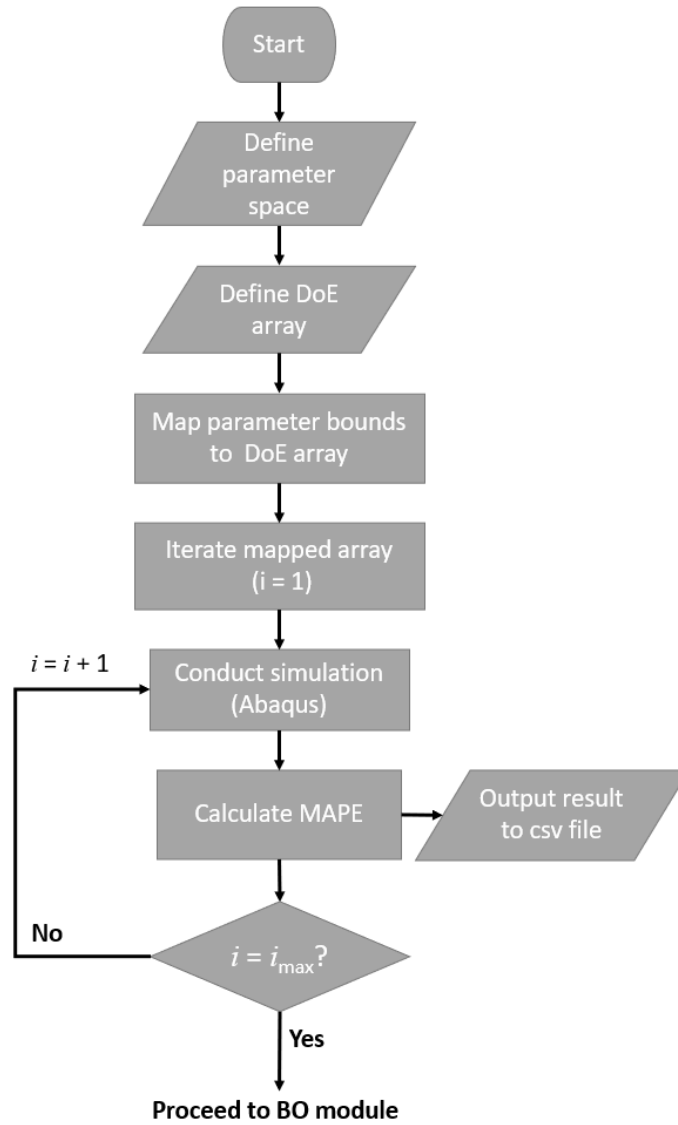 Start
Define
parameter
space
Define DoE
array
Map parameter bounds
to DoE array
Iterate mapped array
(i = 1)
i = i + 1
Conduct simulation
(Abaqus)
Calculate MAPE
Output result
to csv file
No
i = imax?
Yes
Proceed to BO module